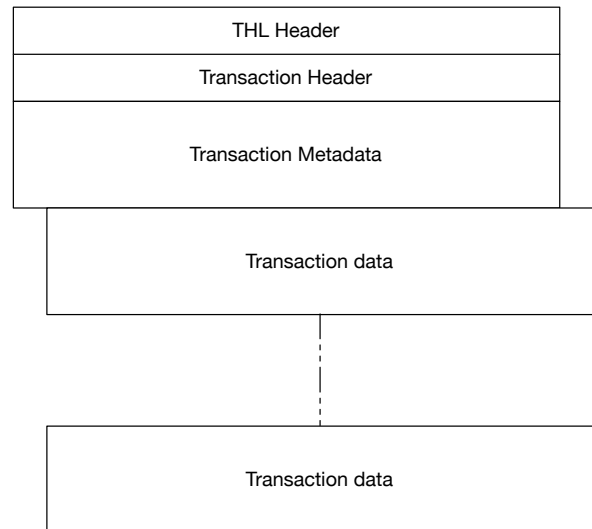 THL Header
Transaction Header
Transaction Metadata
Transaction data
Transaction data